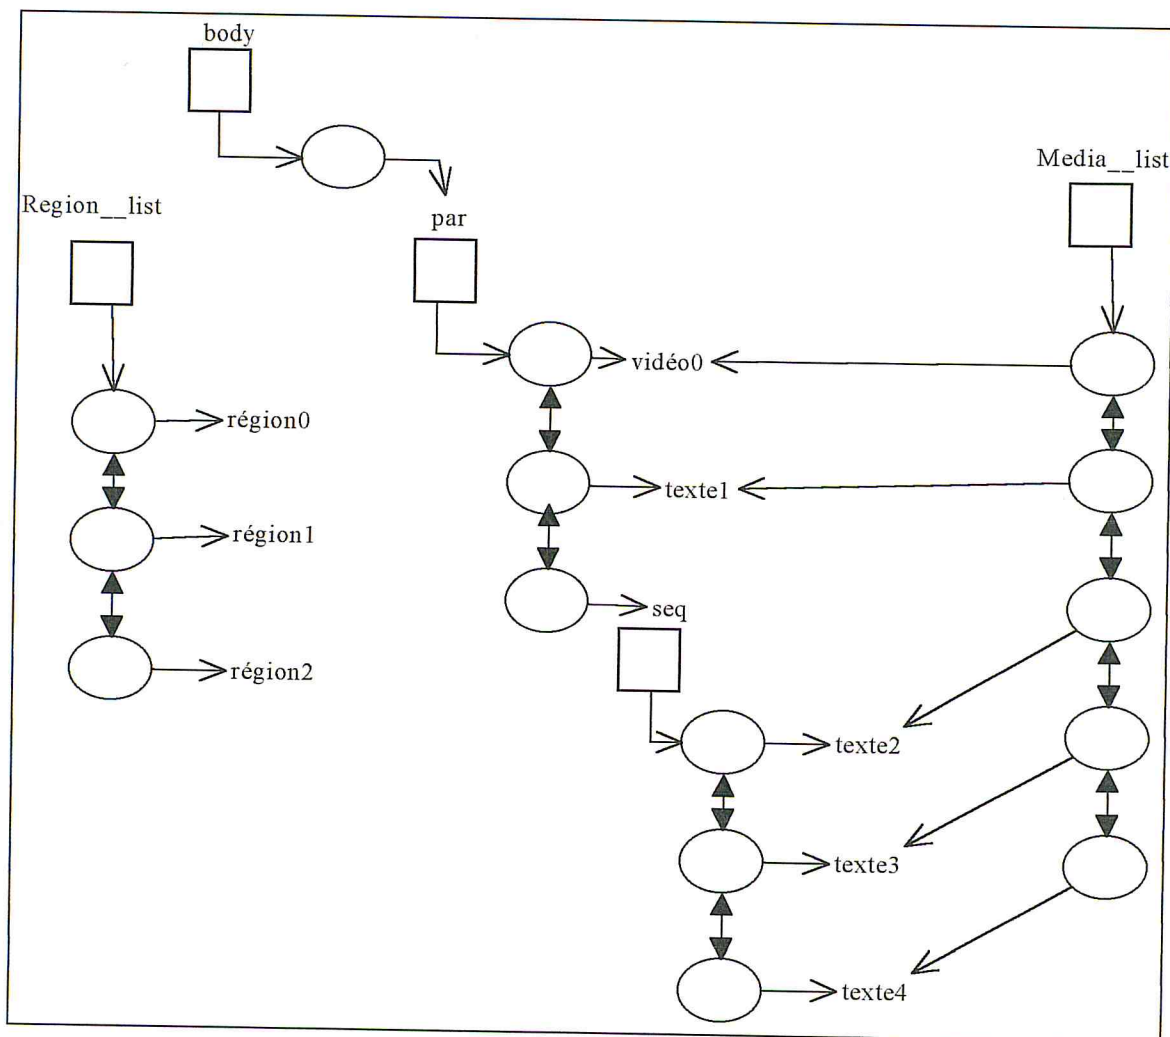 body
Media__list
Region__list
par
vidéo0
région0
texte1
région1
seq
région2
texte2
texte3
texte4